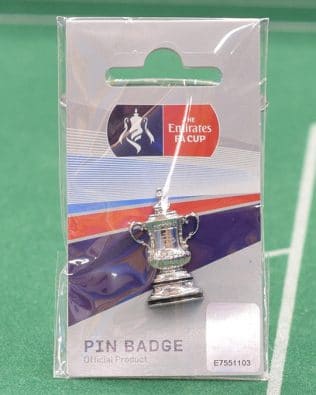 THE
Emirates
FA CUP
PIN BADGE
Official Product
E7551103